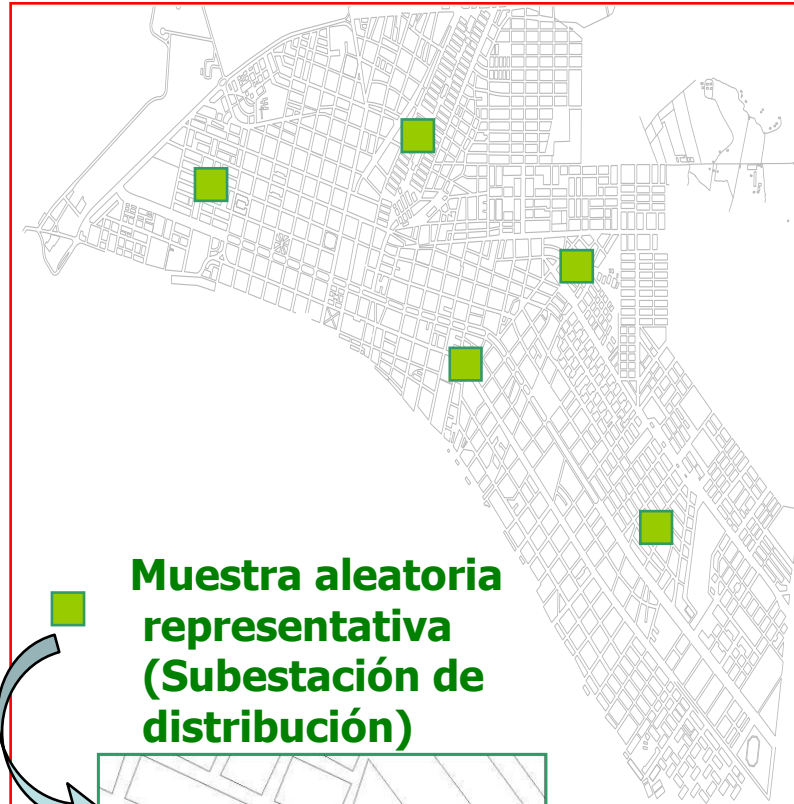 Muestra aleatoria
representativa
(Subestación de
distribución)